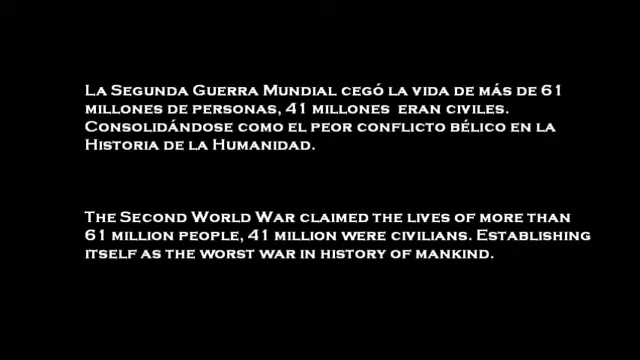 La Segunda Guerra Mundial cegó la vida de más de 61
millones de personas, 41 millones eran civiles.
Consolidándose como el peor conflicto bélico en la
Historia de la Humanidad.
The Second World War claimed the lives of more than
61 million people, 41 million were civilians. Establishing
itself as the worst war in history of mankind.